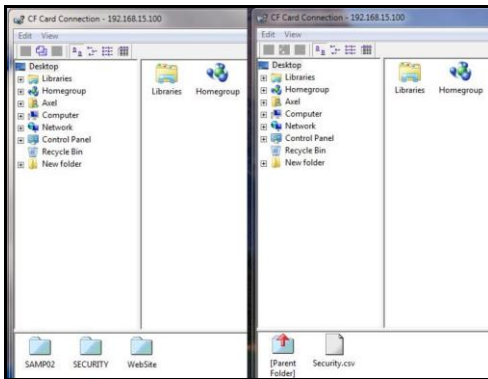 CF Card Connection - 192.168.15.100
Edit View
Desktop
Libraries
Homegroup
Axel
Computer
Network
Control Panel
Recycle Bin
New folder
Libraries
Homegroup
SAMP02
SECURITY
WebSite
CF Card Connection - 192.168.15.100
Edit View
Desktop
Libraries
Homegroup
Axel
Computer
Network
Control Panel
Recycle Bin
New folder
Libraries
Homegroup
[Parent
Folder]
Security.csv